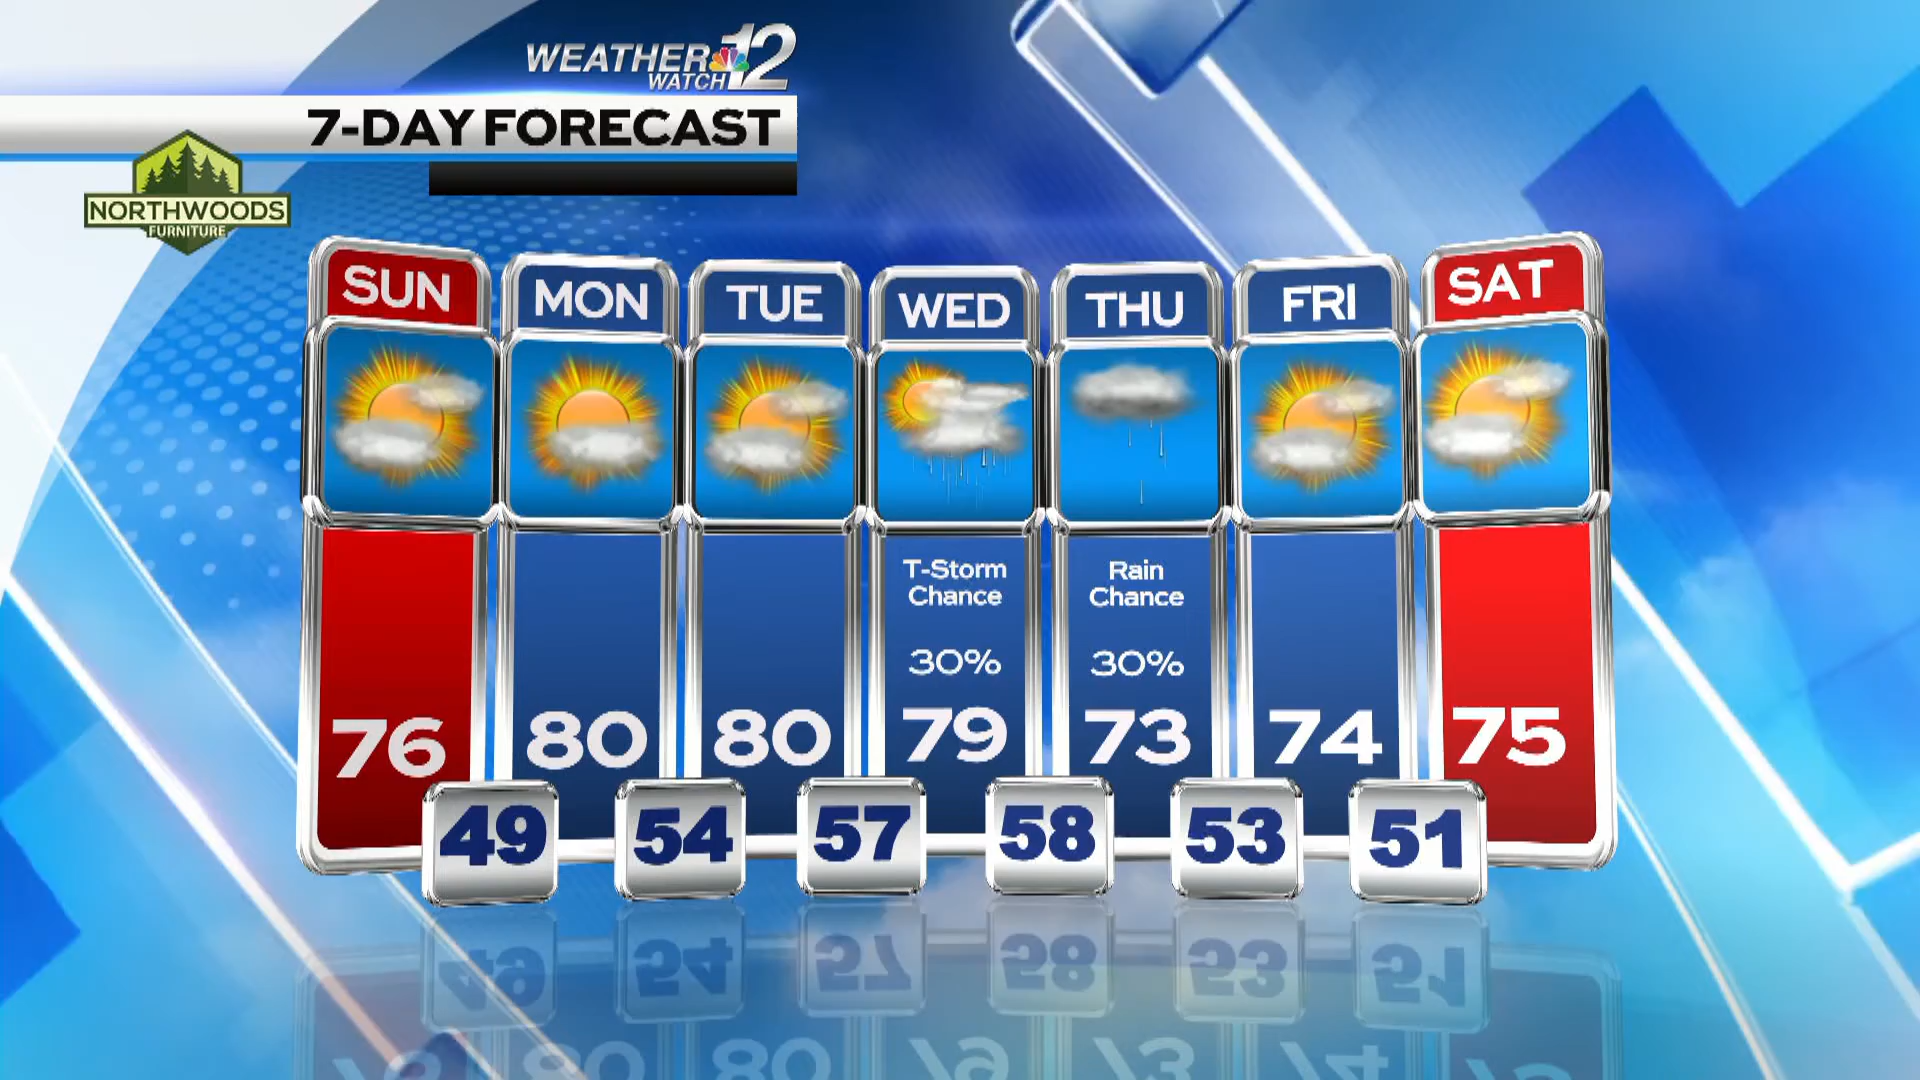 WEATHER
WATCH 12
7-DAY FORECAST
NORTHWOODS
FURNITURE
SUN MON TUE WED THU FRI SAT
T-Storm Chance
30%
Rain Chance
30%
76 80 80 79 73 74 75
49 54 57 58 53 51